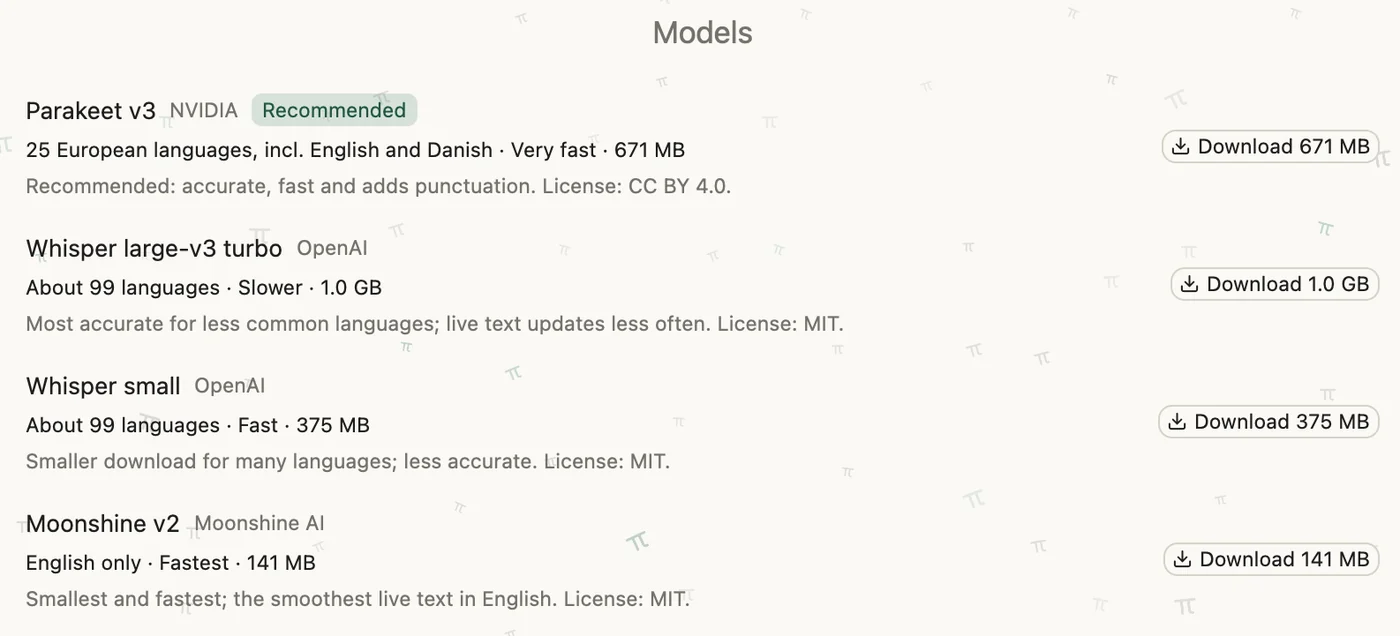 Models
Parakeet v3 NVIDIA Recommended
25 European languages, incl. English and Danish · Very fast · 671 MB
Download 671 MB
Recommended: accurate, fast and adds punctuation. License: CC BY 4.0.
Whisper large-v3 turbo OpenAI
About 99 languages · Slower · 1.0 GB
Download 1.0 GB
Most accurate for less common languages; live text updates less often. License: MIT.
Whisper small OpenAI
About 99 languages · Fast · 375 MB
Download 375 MB
Smaller download for many languages; less accurate. License: MIT.
Moonshine v2 Moonshine AI
English only · Fastest · 141 MB
Download 141 MB
Smallest and fastest; the smoothest live text in English. License: MIT.